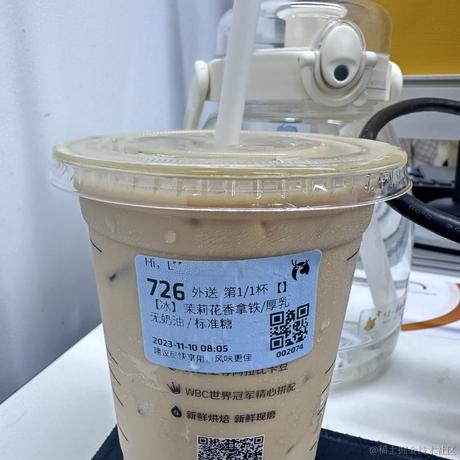 Hi, L**
726 外送 第1/1杯【】
【冰】茉莉花香拿铁/厚乳
无奶油/标准糖
2023-11-10 08:05
建议尽快享用,风味更佳
002074
WBC世界冠军精心拼配
新鲜烘焙 新鲜现磨
@稀土掘金技术社区